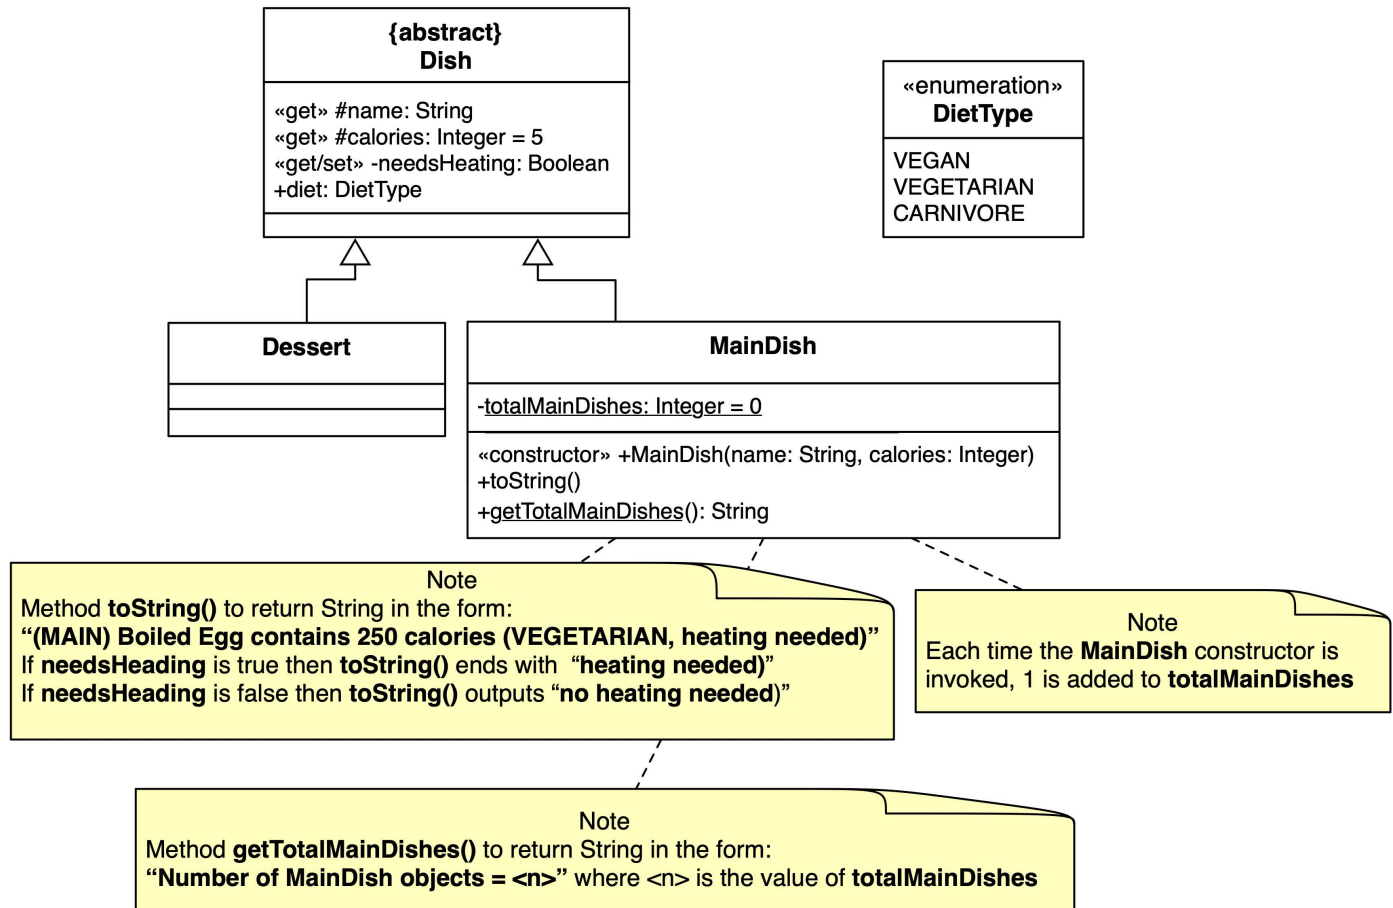 {abstract}
Dish
«get» #name: String
«get» #calories: Integer = 5
«get/set» -needsHeating: Boolean
+diet: DietType
«enumeration»
DietType
VEGAN
VEGETARIAN
CARNIVORE
Dessert
MainDish
-totalMainDishes: Integer = 0
«constructor» +MainDish(name: String, calories: Integer)
+toString()
+getTotalMainDishes(): String
Note
Method toString() to return String in the form:
“(MAIN) Boiled Egg contains 250 calories (VEGETARIAN, heating needed)”
If needsHeading is true then toString() ends with “heating needed)”
If needsHeading is false then toString() outputs “no heating needed)”
Note
Each time the MainDish constructor is
invoked, 1 is added to totalMainDishes
Note
Method getTotalMainDishes() to return String in the form:
“Number of MainDish objects = <n>” where <n> is the value of totalMainDishes